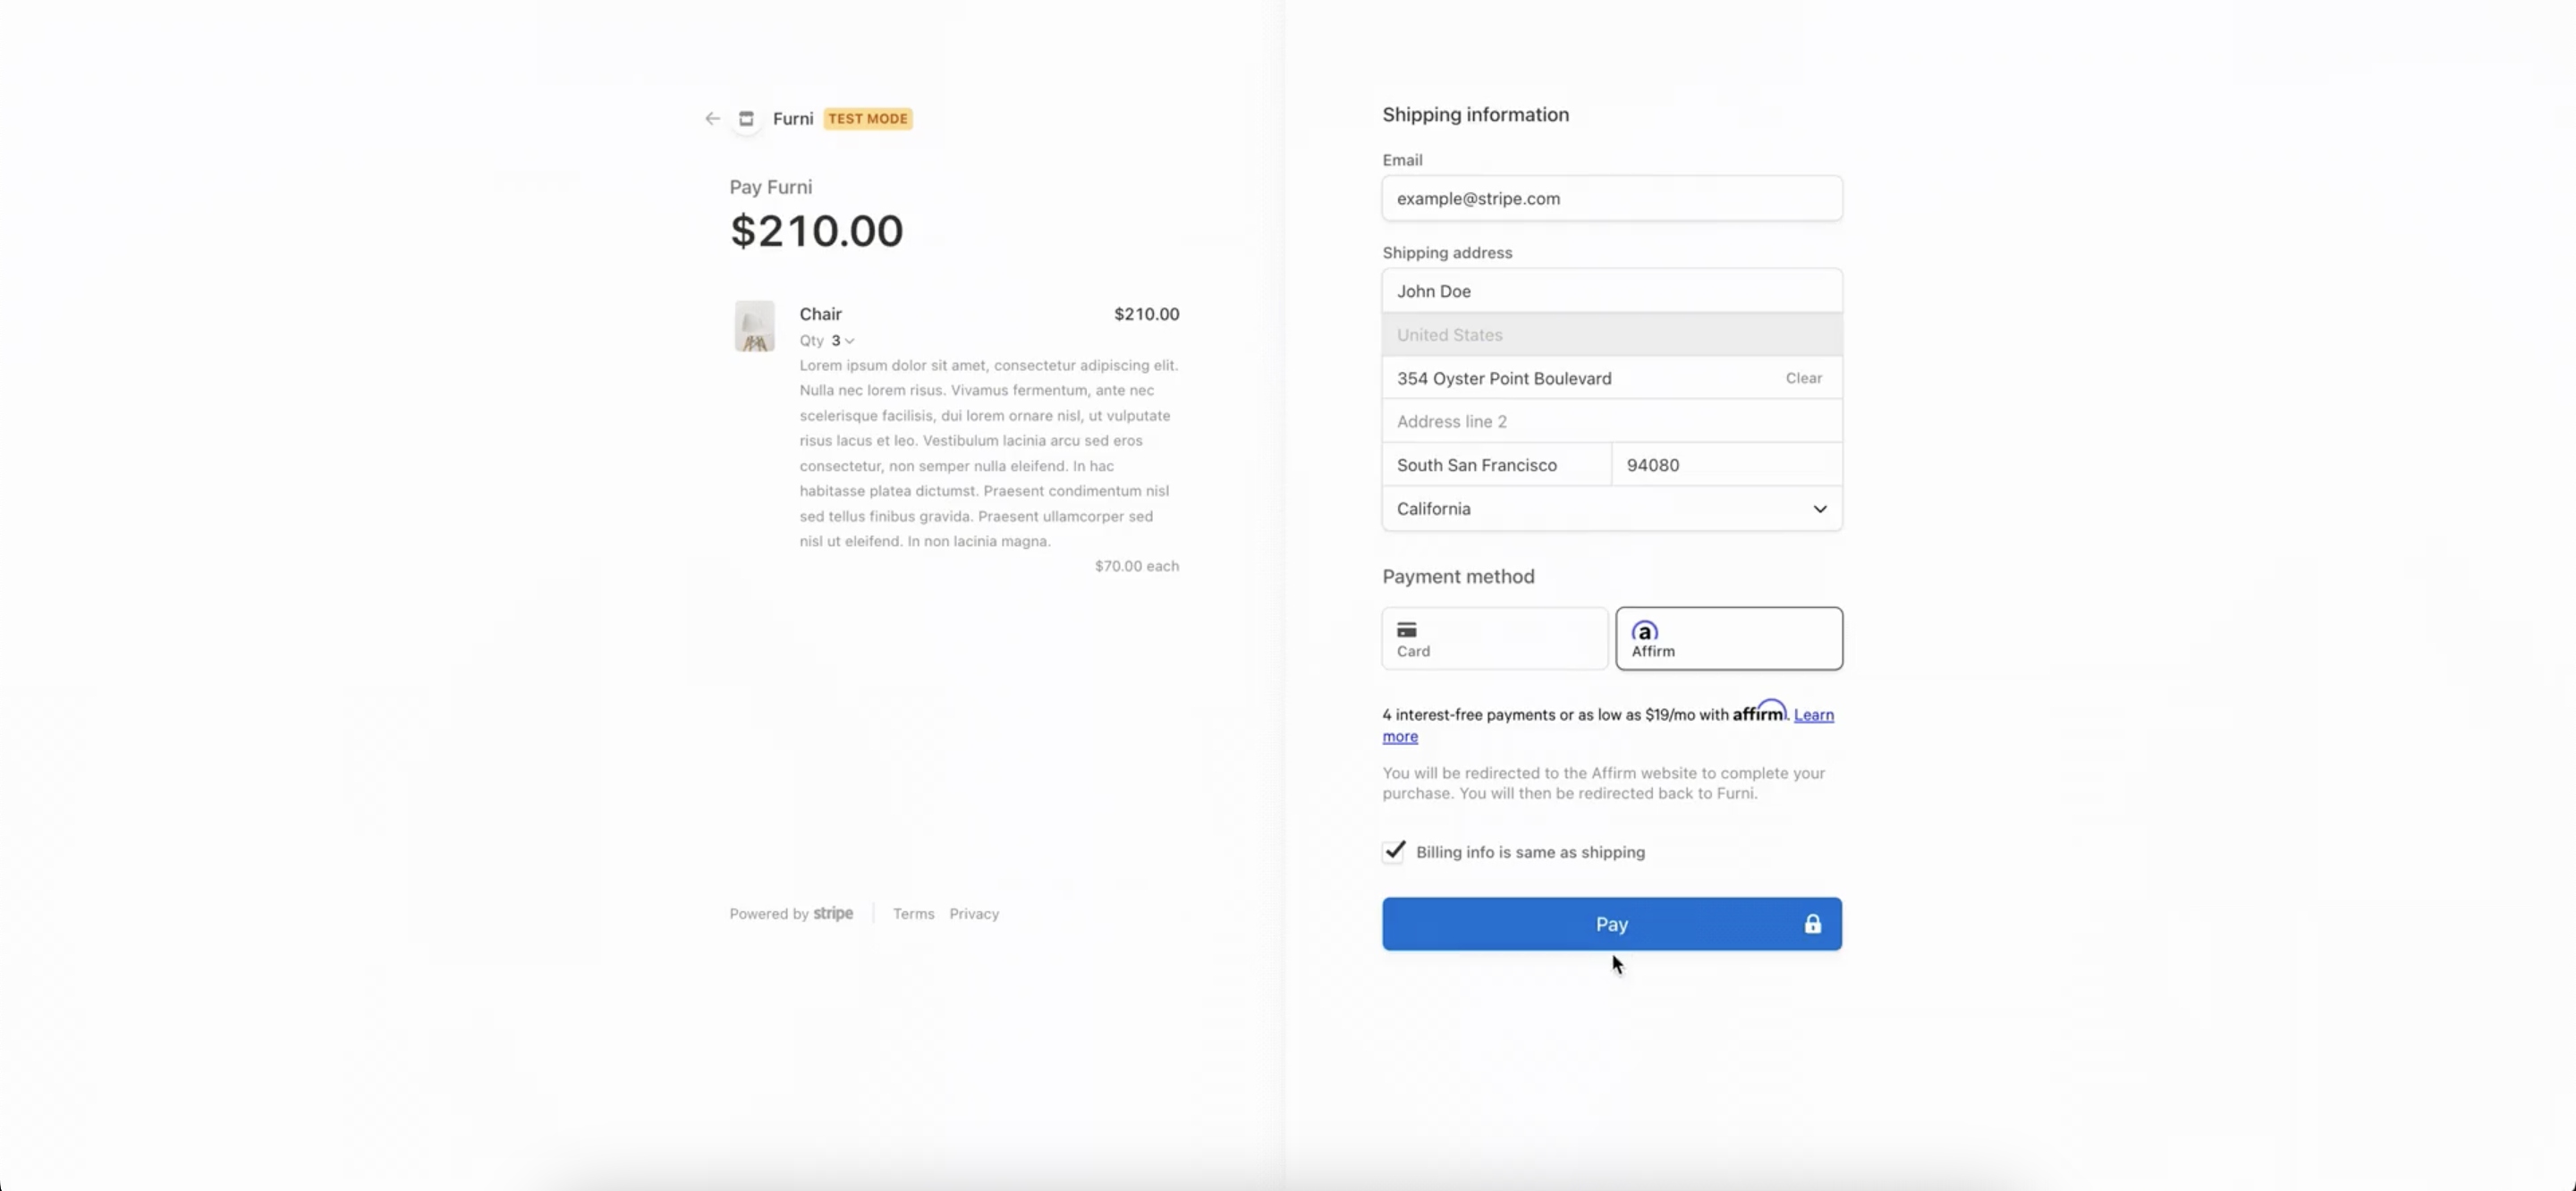 Furni TEST MODE
Pay Furni
$210.00
Chair $210.00
Qty 3
Lorem ipsum dolor sit amet, consectetur adipiscing elit.
Nulla nec lorem risus. Vivamus fermentum, ante nec
scelerisque facilisis, dui lorem ornare nisl, ut vulputate
risus lacus et leo. Vestibulum lacinia arcu sed eros
consectetur, non semper nulla eleifend. In hac
habitasse platea dictumst. Praesent condimentum nisl
sed tellus finibus gravida. Praesent ullamcorper sed
nisl ut eleifend. In non lacinia magna.
$70.00 each
Powered by stripe
Terms Privacy
Shipping information
Email
example@stripe.com
Shipping address
John Doe
United States
354 Oyster Point Boulevard Clear
Address line 2
South San Francisco 94080
California
Payment method
Card
a
Affirm
4 interest-free payments or as low as $19/mo with affirm. Learn
more
You will be redirected to the Affirm website to complete your
purchase. You will then be redirected back to Furni.
Billing info is same as shipping
Pay